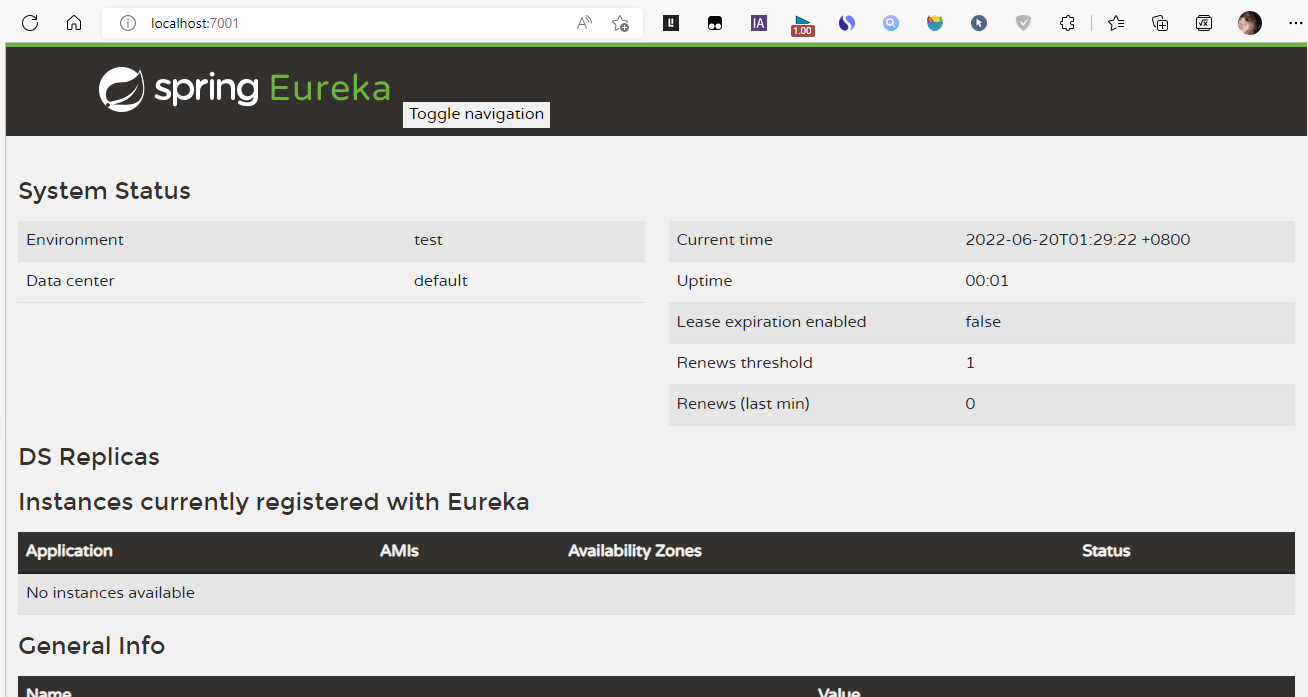 localhost:7001
1.00
IA
spring Eureka
Toggle navigation
System Status
Environment test
Data center default
Current time 2022-06-20T01:29:22 +0800
Uptime 00:01
Lease expiration enabled false
Renews threshold 1
Renews (last min) 0
DS Replicas
Instances currently registered with Eureka
Application AMIs Availability Zones Status
No instances available
General Info
Name Value